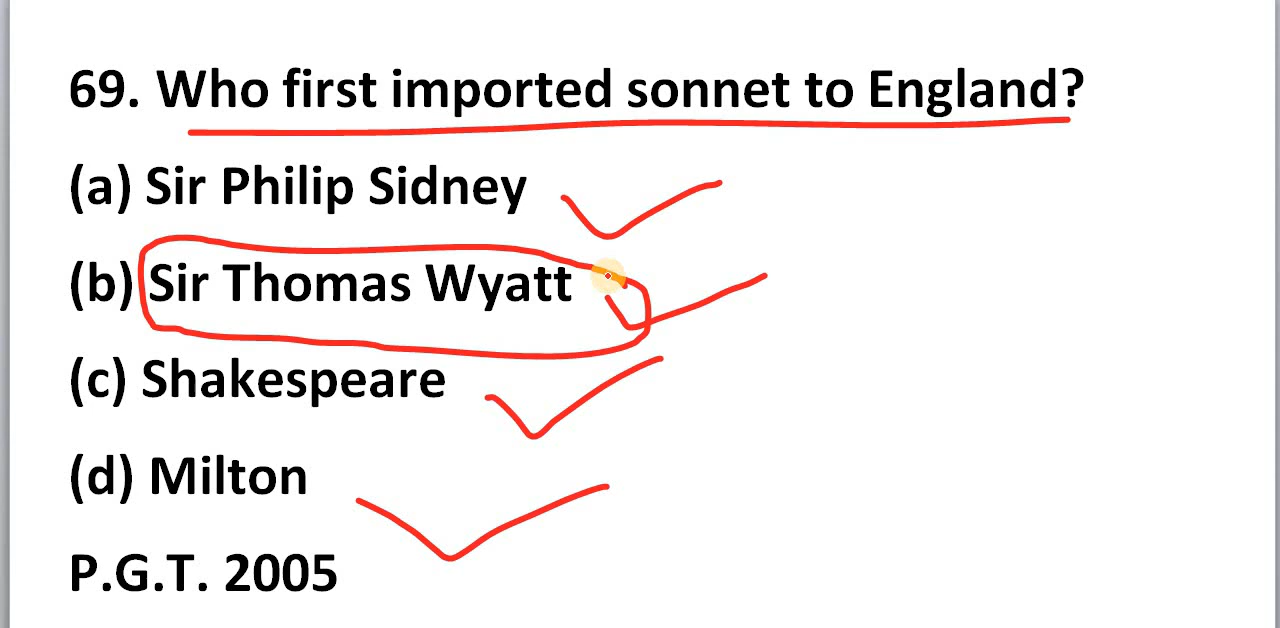 69. Who first imported sonnet to England?
(a) Sir Philip Sidney
(b) Sir Thomas Wyatt
(c) Shakespeare
(d) Milton
P.G.T. 2005